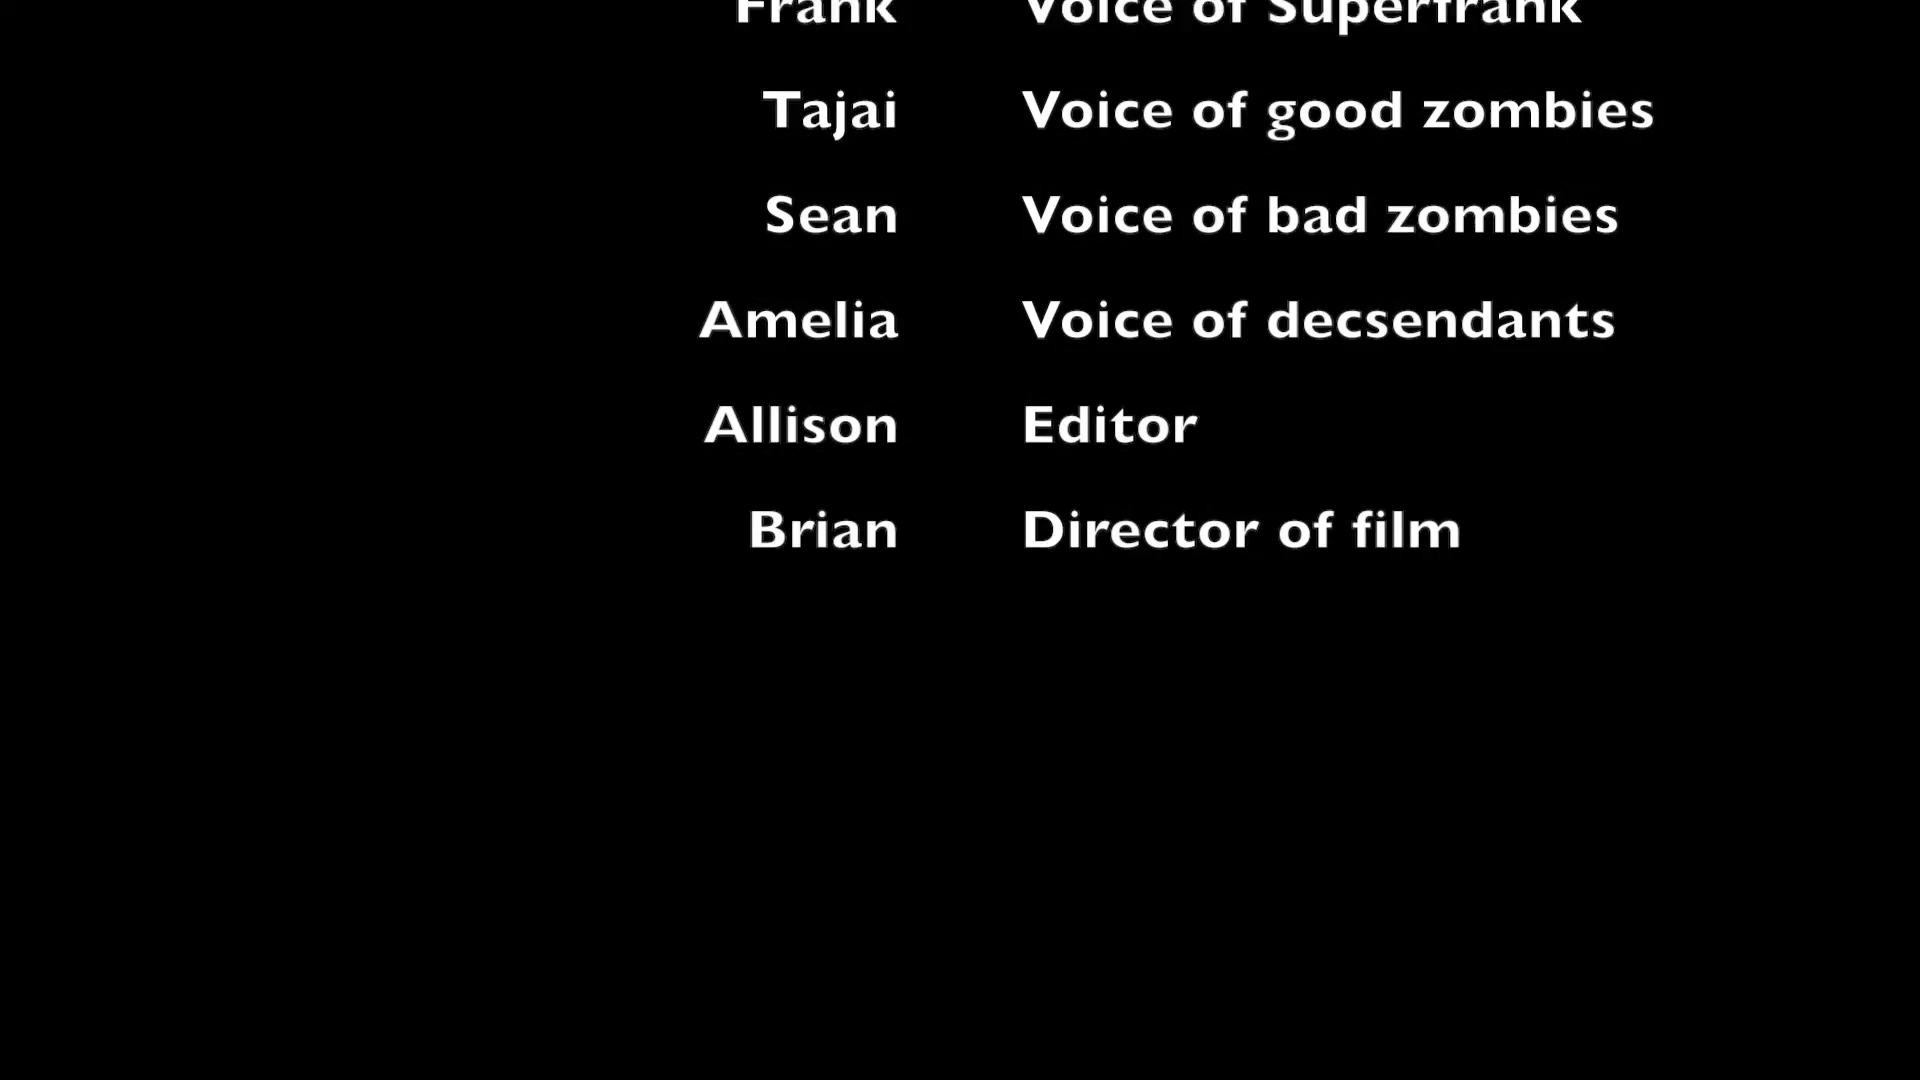 Frank Voice of Superfrank
Tajai Voice of good zombies
Sean Voice of bad zombies
Amelia Voice of decsendants
Allison Editor
Brian Director of film